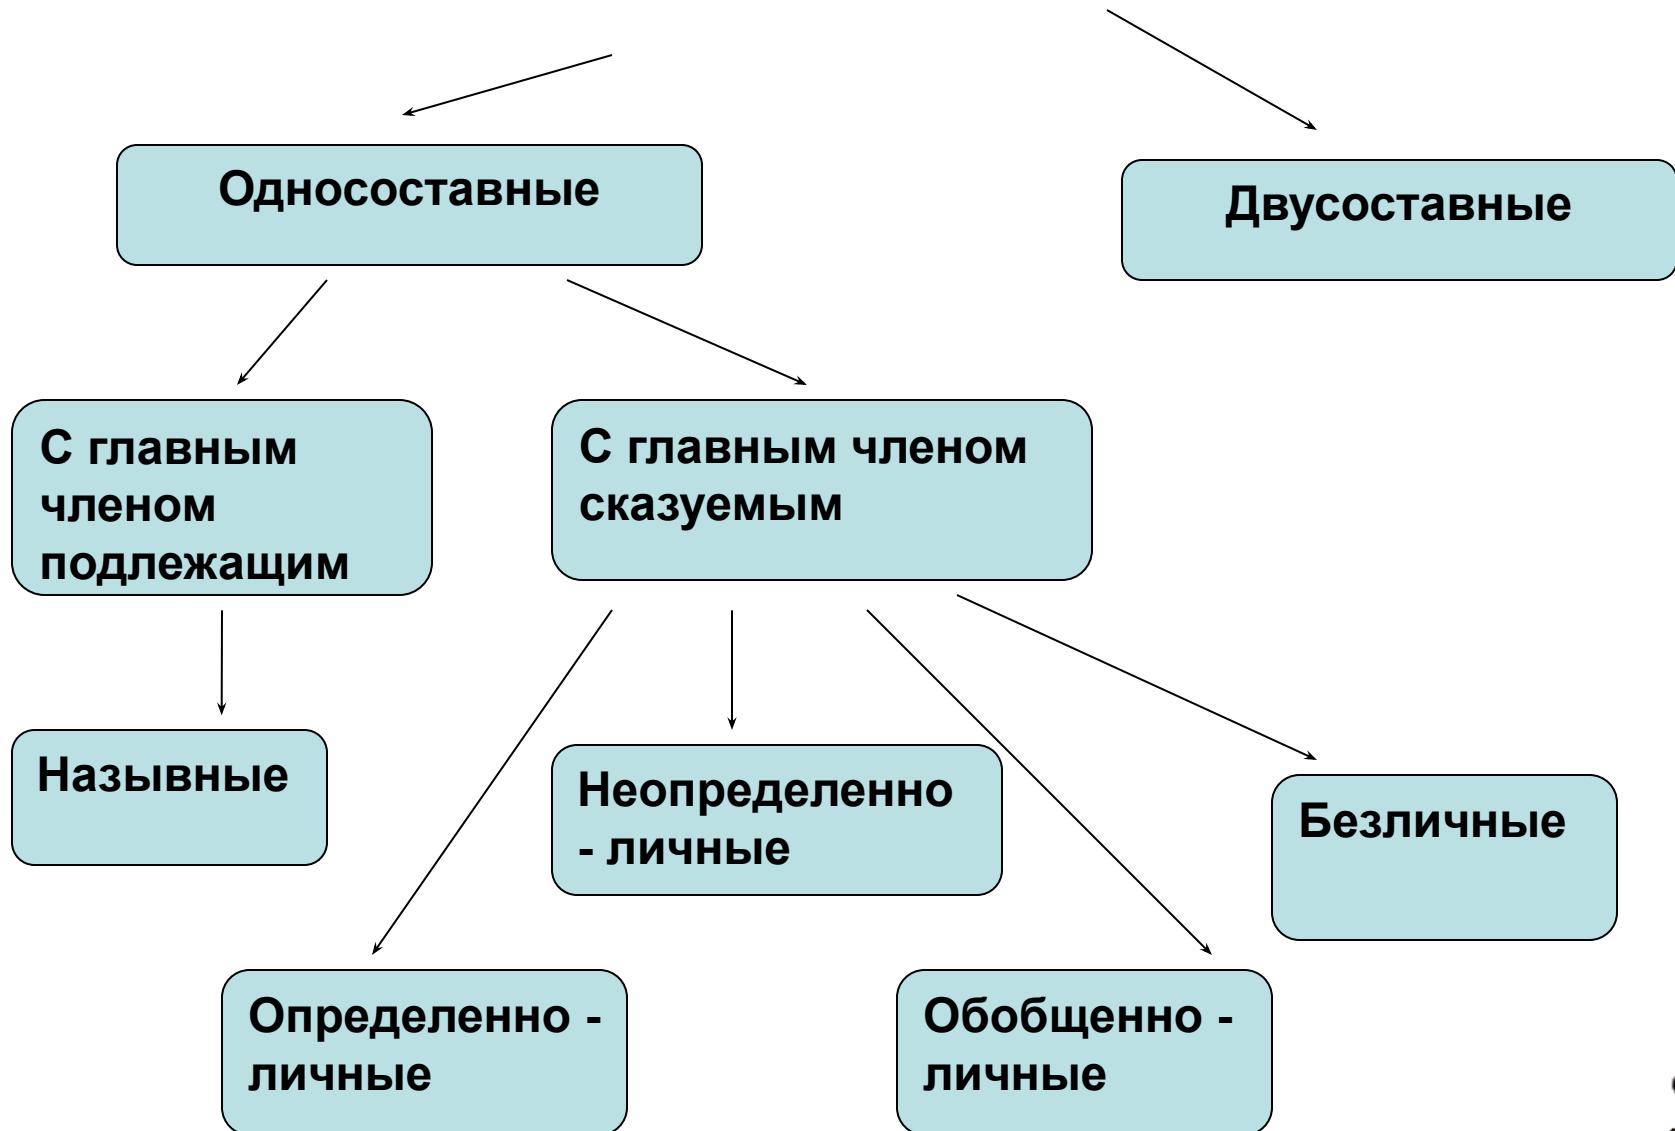 Односоставные
Двусоставные
С главным
членом
подлежащим
С главным членом
сказуемым
Назывные
Неопределенно
- личные
Безличные
Определенно -
личные
Обобщенно -
личные